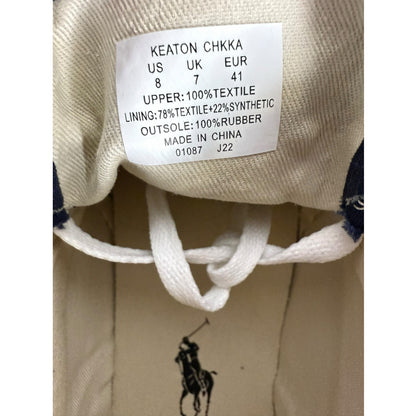 KEATON CHKKA
US UK EUR
8 7 41
UPPER:100%TEXTILE
LINING:78%TEXTILE+22%SYNTHETIC
OUTSOLE:100%RUBBER
MADE IN CHINA
01087 J22